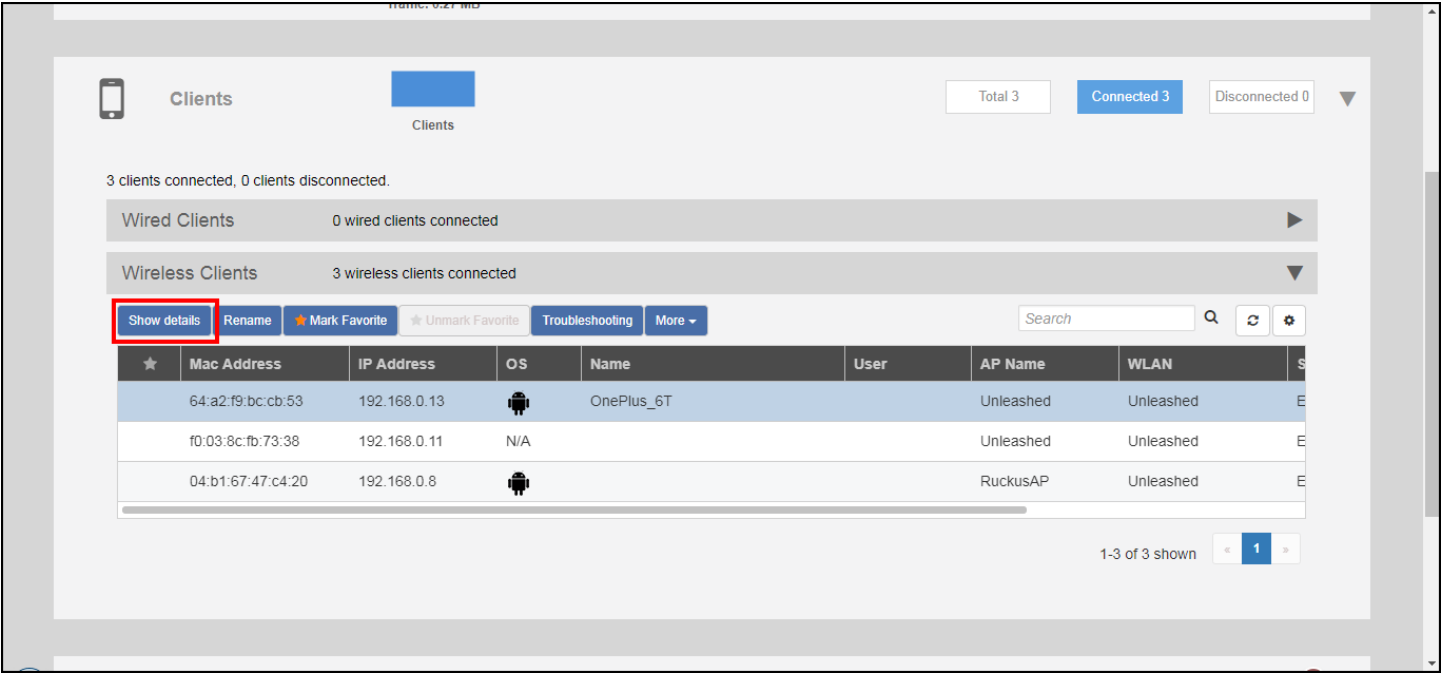 Traffic: 0.27 MB
Clients
Clients
Total 3
Connected 3
Disconnected 0
3 clients connected, 0 clients disconnected.
Wired Clients 0 wired clients connected
Wireless Clients 3 wireless clients connected
Show details Rename Mark Favorite Unmark Favorite Troubleshooting More Search
Mac Address IP Address OS Name User AP Name WLAN S
64:a2:f9:bc:cb:53 192.168.0.13 OnePlus_6T Unleashed Unleashed E
f0:03:8c:fb:73:38 192.168.0.11 N/A Unleashed Unleashed E
04:b1:67:47:c4:20 192.168.0.8 RuckusAP Unleashed E
1-3 of 3 shown « 1 »